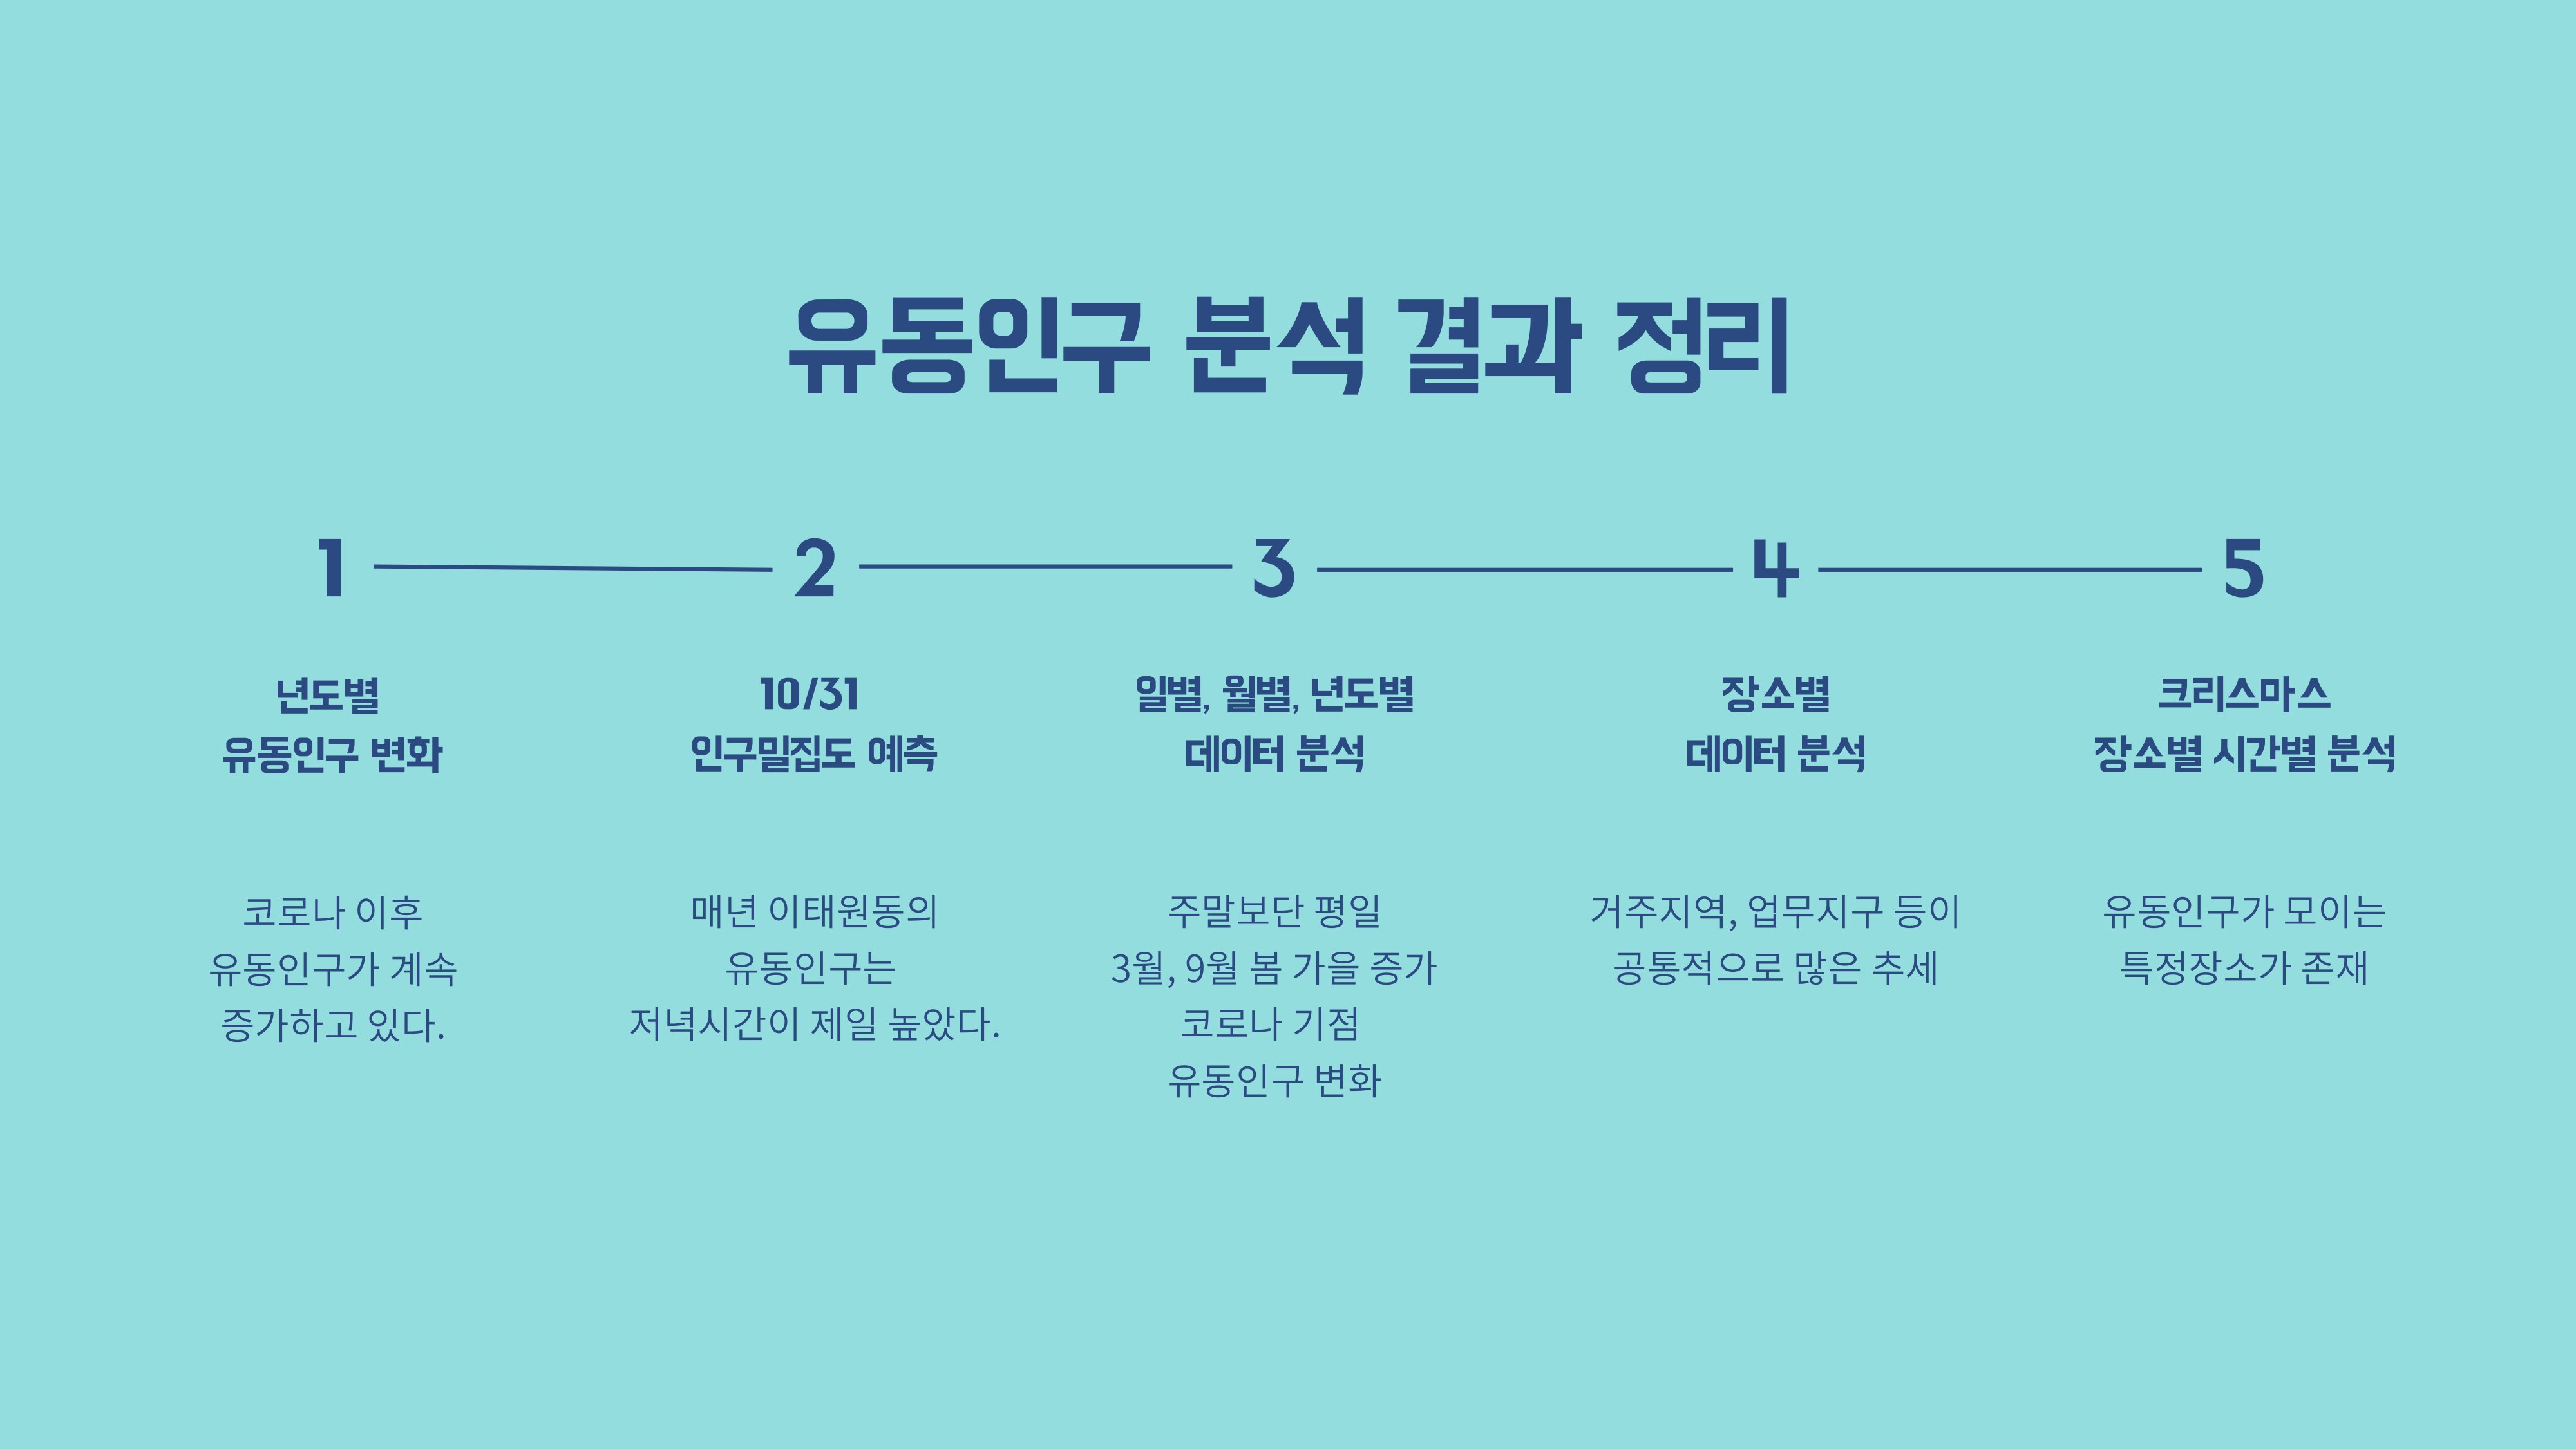 유동인구 분석 결과 정리
1
년도별
유동인구 변화
코로나 이후
유동인구가 계속
증가하고 있다.
2
10/31
인구밀집도 예측
매년 이태원동의
유동인구는
저녁시간이 제일 높았다.
3
일별, 월별, 년도별
데이터 분석
주말보단 평일
3월, 9월 봄 가을 증가
코로나 기점
유동인구 변화
4
장소별
데이터 분석
거주지역, 업무지구 등이
공통적으로 많은 추세
5
크리스마스
장소별 시간별 분석
유동인구가 모이는
특정장소가 존재